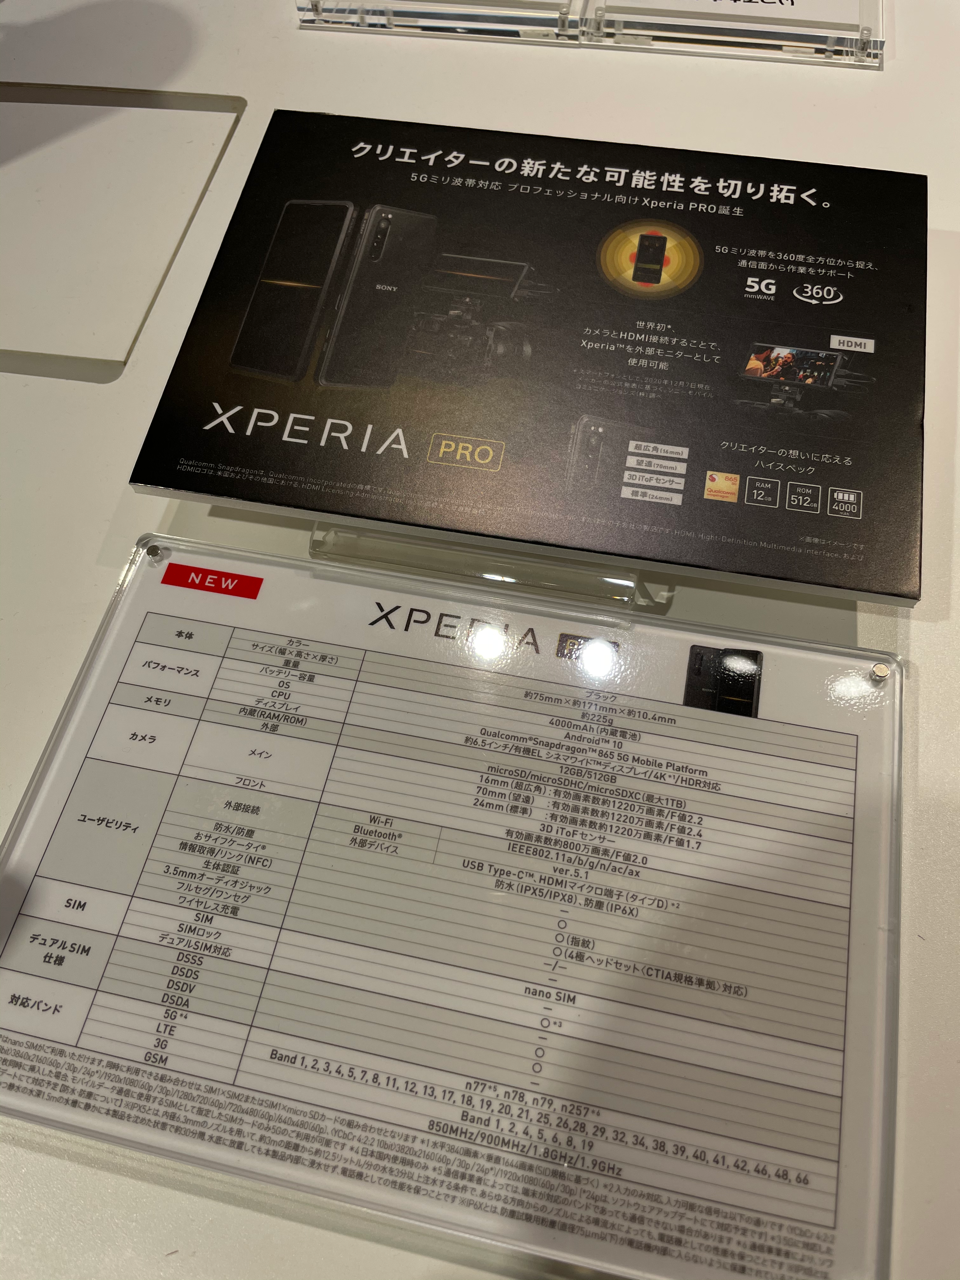 クリエイターの新たな可能性を切り拓く。
5Gミリ波帯対応 プロフェッショナル向け Xperia PRO誕生
5Gミリ波帯を360度全方位から捉え、
通信面から作業をサポート
5G
mmWAVE
360°
SONY
世界初*、
カメラとHDMI接続することで、
Xperia™を外部モニターとして
使用可能
HDMI
XPERIA PRO
超広角(16mm)
望遠(70mm)
3D iToFセンサー
標準(24mm)
クリエイターの想いに応える
ハイスペック
865
Qualcomm
snapdragon
RAM
12GB
ROM
512GB
4000
※画像はイメージです
NEW
XPERIA
本体
カラー
ブラック
サイズ(幅×高さ×厚さ)
約75mm×約171mm×約10.4mm
重量
約225g
バッテリー容量
4000mAh(内蔵電池)
パフォーマンス
OS
Android™ 10
CPU
Qualcomm® Snapdragon™ 865 5G Mobile Platform
ディスプレイ
約6.5インチ/有機EL シネマワイド™ディスプレイ/4K*¹/HDR対応
メモリ
内蔵(RAM/ROM)
12GB/512GB
外部
microSD/microSDHC/microSDXC(最大1TB)
カメラ
メイン
16mm(超広角):有効画素数約1220万画素/F値2.2
70mm(望遠):有効画素数約1220万画素/F値2.4
24mm(標準):有効画素数約1220万画素/F値1.7
3D iToFセンサー
フロント
有効画素数約800万画素/F値2.0
ユーザビリティ
外部接続
Wi-Fi
IEEE802.11a/b/g/n/ac/ax
Bluetooth®
ver.5.1
外部デバイス
USB Type-C™、HDMIマイクロ端子(タイプD)*²
防水/防塵
防水(IPX5/IPX8)、防塵(IP6X)
おサイフケータイ®
ー
情報取得/リンク(NFC)
○
生体認証
○(指紋)
3.5mmオーディオジャック
○(4極ヘッドセット〈CTIA規格準拠〉対応)
フルセグ/ワンセグ
ー/ー
ワイヤレス充電
ー
SIM
SIM
nano SIM
SIMロック
ー
デュアルSIM対応
○*³
デュアルSIM
仕様
DSSS
ー
DSDS
○
DSDV
○
DSDA
ー
対応バンド
5G*⁴
n77*⁵, n78, n79, n257*⁶
LTE
Band 1, 2, 3, 4, 5, 7, 8, 11, 12, 13, 17, 18, 19, 20, 21, 25, 26, 28, 29, 32, 34, 38, 39, 40, 41, 42, 46, 48, 66
3G
Band 1, 2, 4, 5, 6, 8, 19
GSM
850MHz/900MHz/1.8GHz/1.9GHz